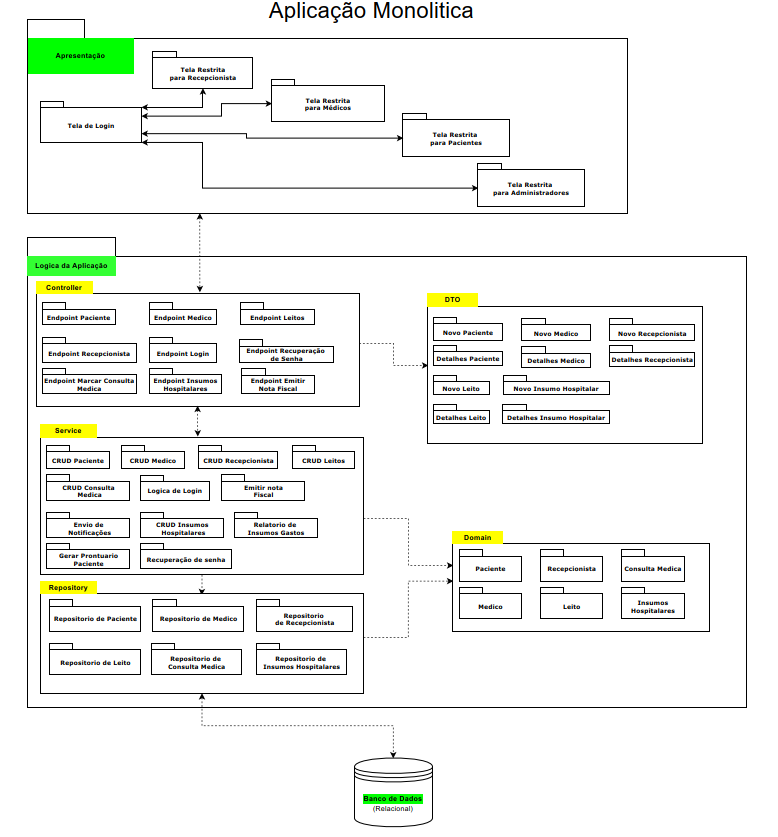 Aplicação Monolitica
Apresentação
Tela Restrita
para Recepcionista
Tela Restrita
para Médicos
Tela de Login
Tela Restrita
para Pacientes
Tela Restrita
para Administradores
Logica da Aplicação
Controller
Endpoint Paciente
Endpoint Medico
Endpoint Leitos
Endpoint Recepcionista
Endpoint Login
Endpoint Recuperação
de Senha
Endpoint Marcar Consulta
Medica
Endpoint Insumos
Hospitalares
Endpoint Emitir
Nota Fiscal
DTO
Novo Paciente
Novo Medico
Novo Recepcionista
Detalhes Paciente
Detalhes Medico
Detalhes Recepcionista
Novo Leito
Novo Insumo Hospitalar
Detalhes Leito
Detalhes Insumo Hospitalar
Service
CRUD Paciente
CRUD Medico
CRUD Recepcionista
CRUD Leitos
CRUD Consulta
Medica
Logica de Login
Emitir nota
Fiscal
Envio de
Notificações
CRUD Insumos
Hospitalares
Relatorio de
Insumos Gastos
Gerar Prontuario
Paciente
Recuperação de senha
Domain
Paciente
Recepcionista
Consulta Medica
Medico
Leito
Insumos
Hospitalares
Repository
Repositorio de Paciente
Repositorio de Medico
Repositorio
de Recepcionista
Repositorio de Leito
Repositorio de
Consulta Medica
Repositorio de
Insumos Hospitalares
Banco de Dados
(Relacional)